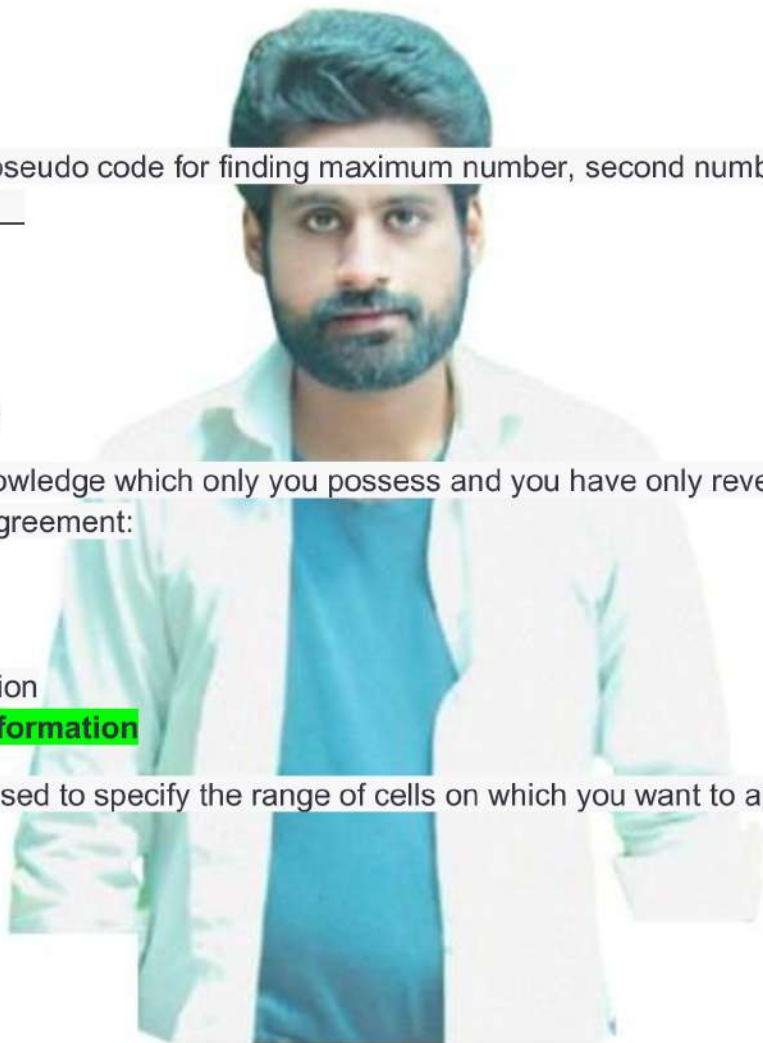 pseudo code for finding maximum number, second numb
owledge which only you possess and you have only reve
greement:
ion
formation
sed to specify the range of cells on which you want to a